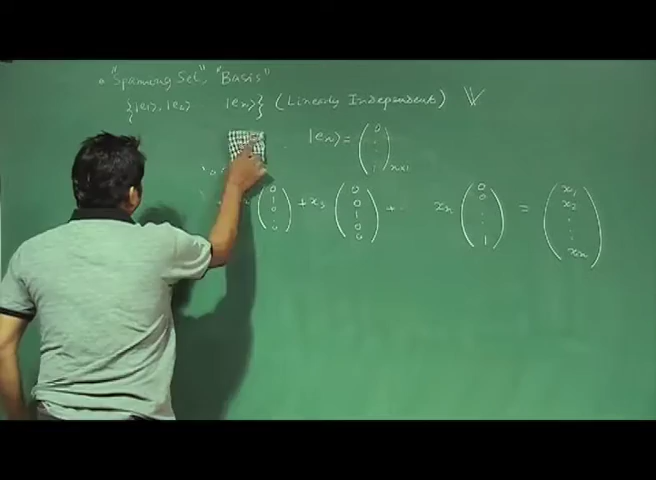 "Spanning Set", "Basis"
{|e₁⟩, |e₂⟩ |eₙ⟩} (Linearly Independent) V
|eₙ⟩ = (0 . . 1)ₙₓ₁
(0 1 0 . 0) + x₃ (0 0 1 0 0) + .. xₙ (0 0 . . 1) = (x₁ x₂ . . xₙ)